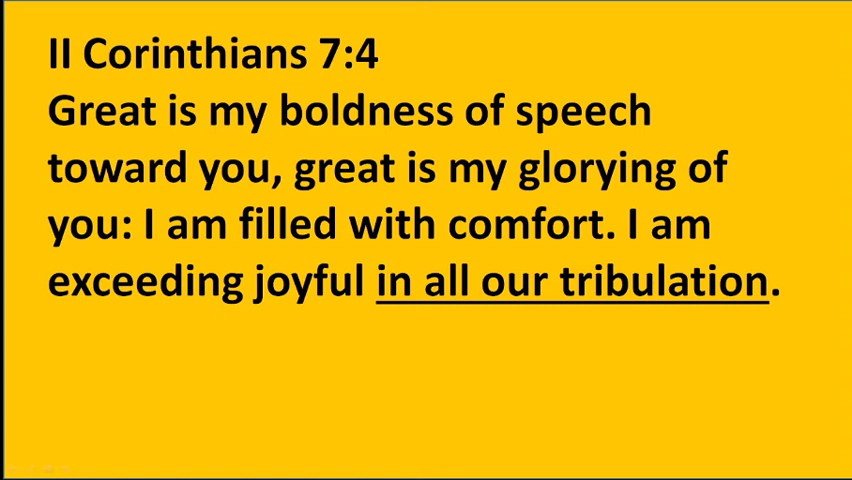 II Corinthians 7:4
Great is my boldness of speech
toward you, great is my glorying of
you: I am filled with comfort. I am
exceeding joyful in all our tribulation.